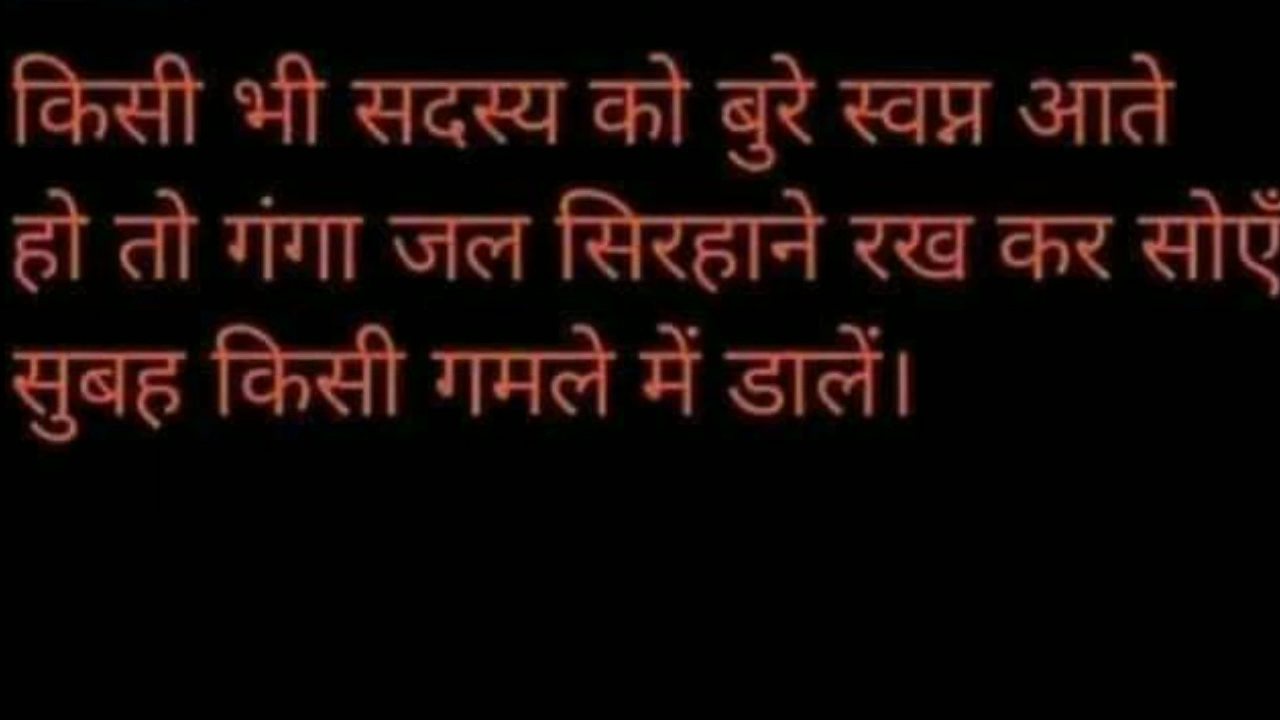 किसी भी सदस्य को बुरे स्वप्न आते
हो तो गंगा जल सिरहाने रख कर सोएँ
सुबह किसी गमले में डालें।